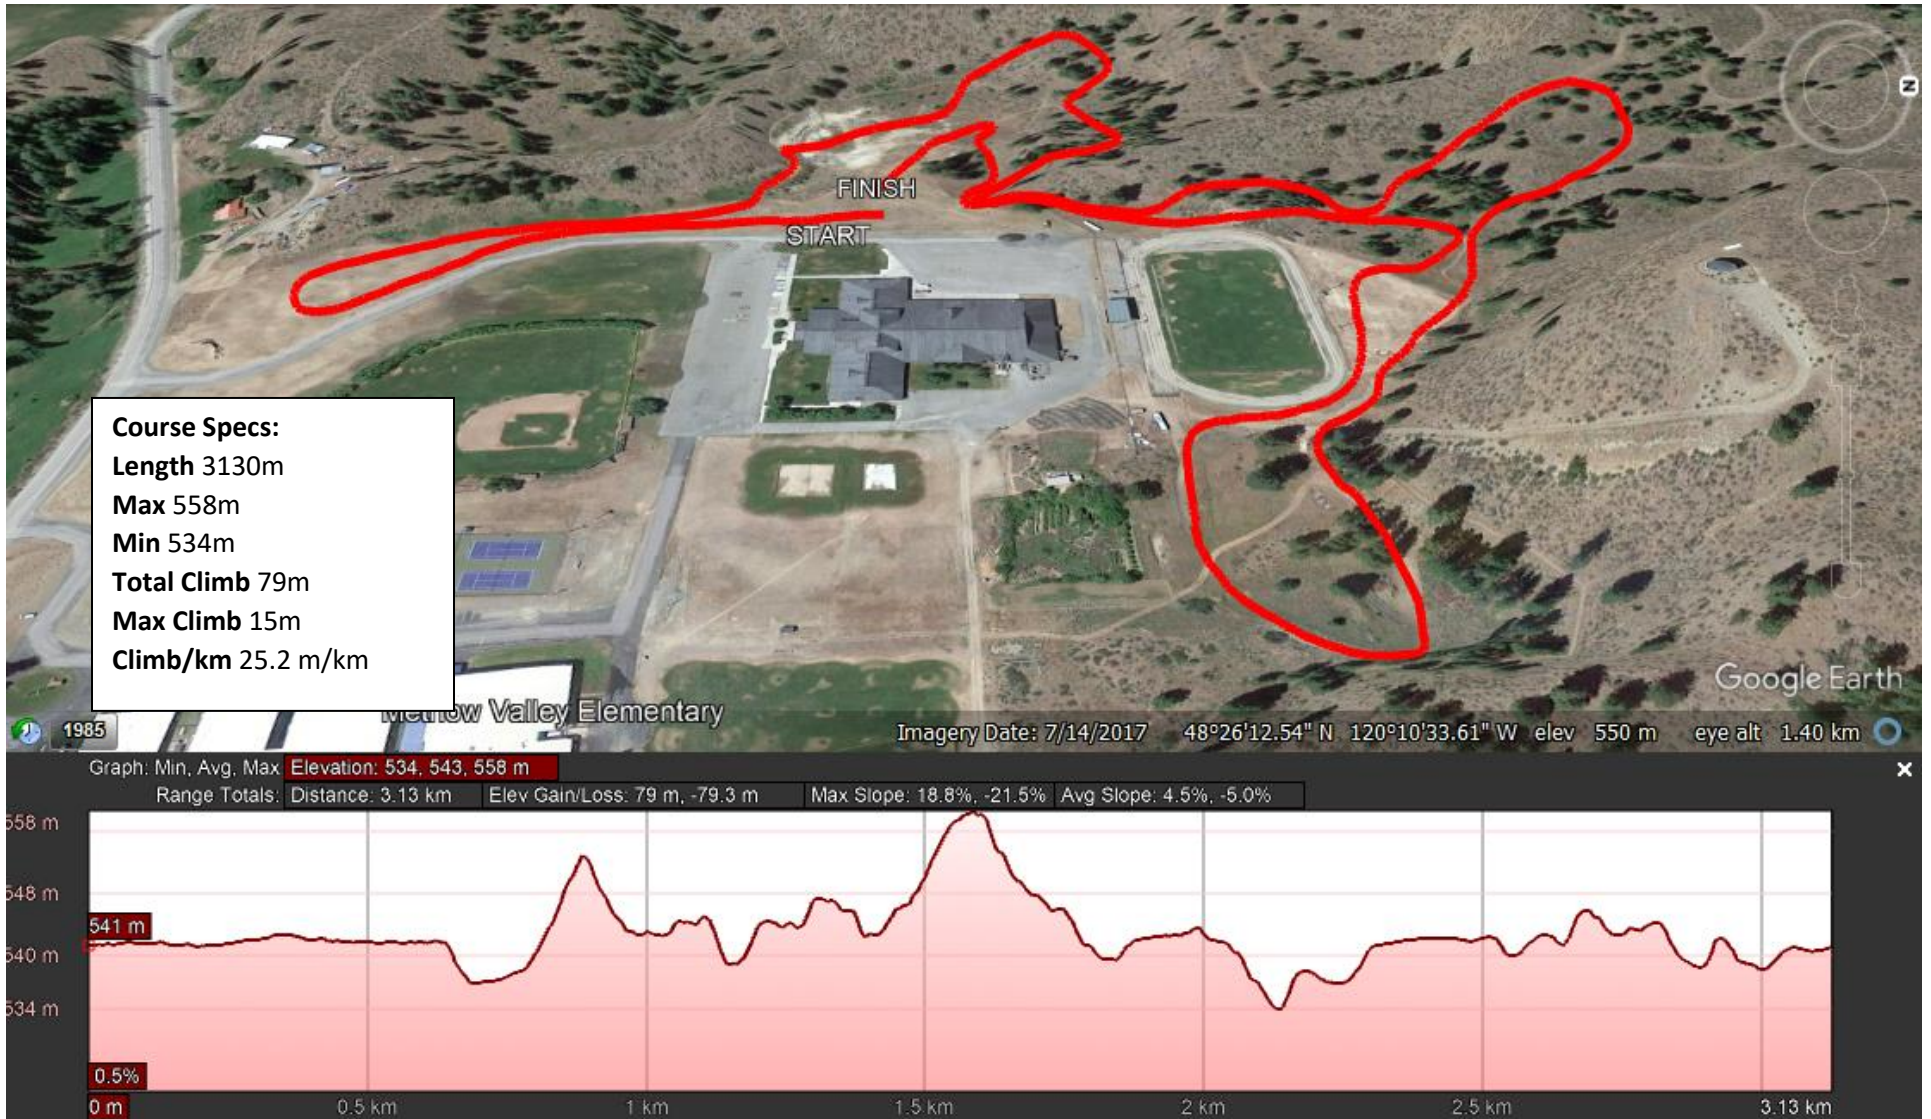 N
FINISH
START
Course Specs:
Length 3130m
Max 558m
Min 534m
Total Climb 79m
Max Climb 15m
Climb/km 25.2 m/km
Google Earth
Methow Valley Elementary
1985
Imagery Date: 7/14/2017 48°26'12.54" N 120°10'33.61" W elev 550 m eye alt 1.40 km
Graph: Min, Avg, Max Elevation: 534, 543, 558 m
Range Totals: Distance: 3.13 km Elev Gain/Loss: 79 m, -79.3 m Max Slope: 18.8%, -21.5% Avg Slope: 4.5%, -5.0%
558 m
548 m
541 m
540 m
534 m
0.5%
0 m 0.5 km 1 km 1.5 km 2 km 2.5 km 3.13 km